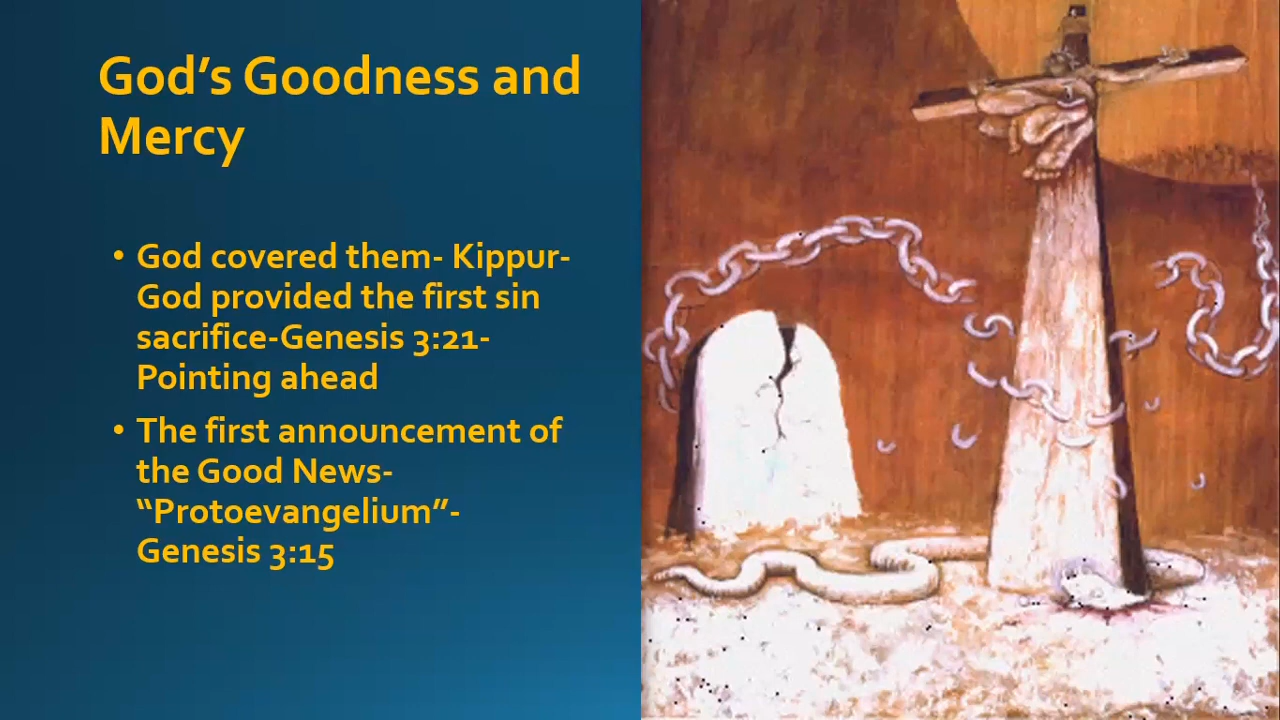 God’s Goodness and
Mercy
• God covered them- Kippur-
God provided the first sin
sacrifice-Genesis 3:21-
Pointing ahead
• The first announcement of
the Good News-
“Protoevangelium”-
Genesis 3:15